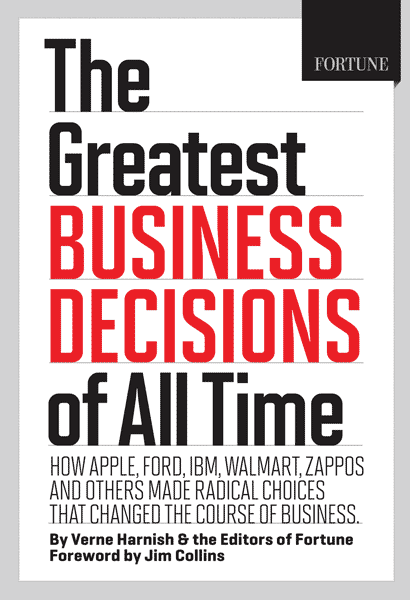 FORTUNE
The
Greatest
BUSINESS
DECISIONS
of All Time
HOW APPLE, FORD, IBM, WALMART, ZAPPOS
AND OTHERS MADE RADICAL CHOICES
THAT CHANGED THE COURSE OF BUSINESS.
By Verne Harnish & the Editors of Fortune
Foreword by Jim Collins